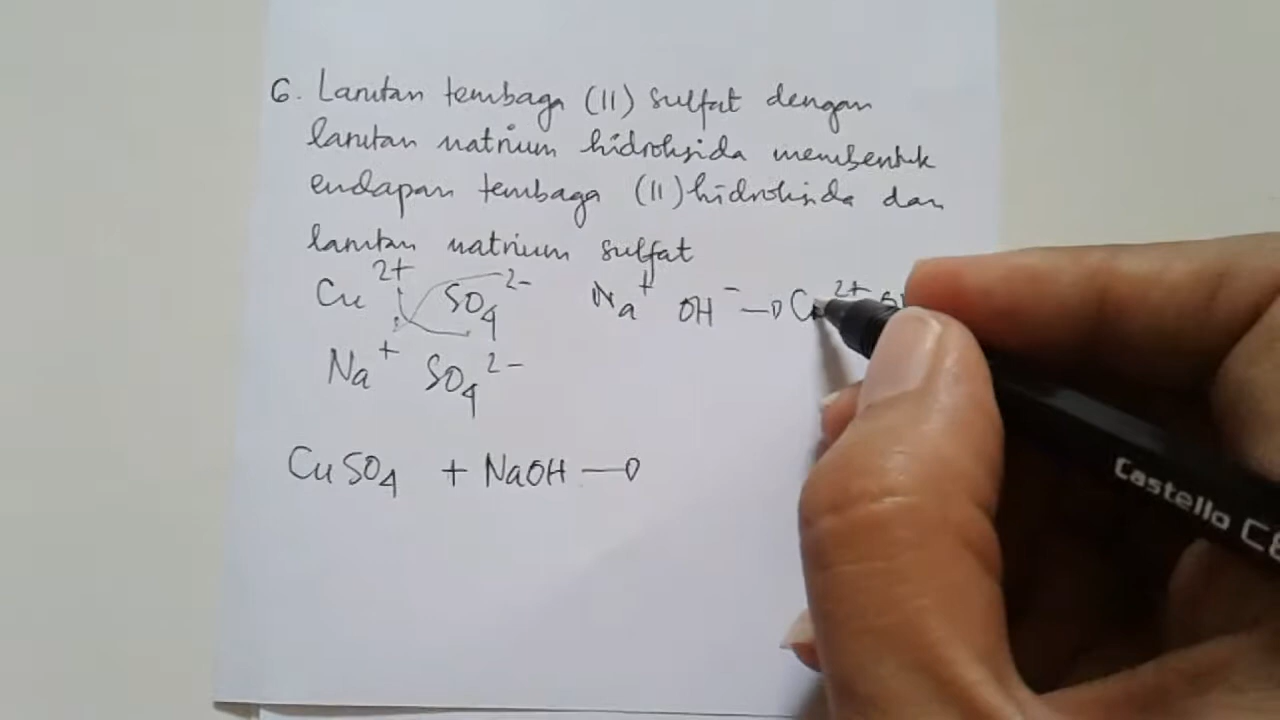 6. Larutan tembaga (II) sulfat dengan
larutan natrium hidroksida membentuk
endapan tembaga (II) hidroksida dan
larutan natrium sulfat
Cu²⁺ SO₄²⁻ Na⁺ OH⁻ → Cu²⁺
Na⁺ SO₄²⁻
CuSO₄ + NaOH →
Castello